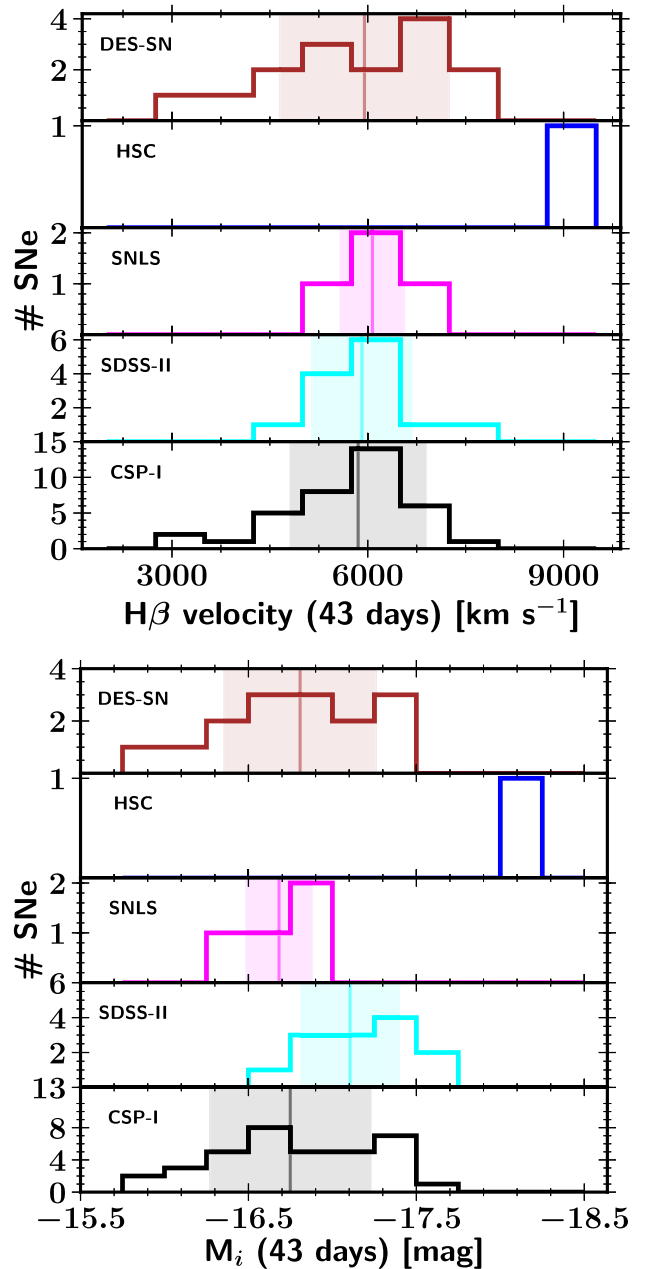 4
DES-SN
2
1
1
HSC
# SNe
2
SNLS
1
6
6
SDSS-II
4
2
15
CSP-I
10
5
0
3000 6000 9000
Hβ velocity (43 days) [km s⁻¹]
4
DES-SN
2
1
HSC
# SNe
2
SNLS
1
6
SDSS-II
4
2
13
CSP-I
8
4
0
−15.5 −16.5 −17.5 −18.5
Mᵢ (43 days) [mag]